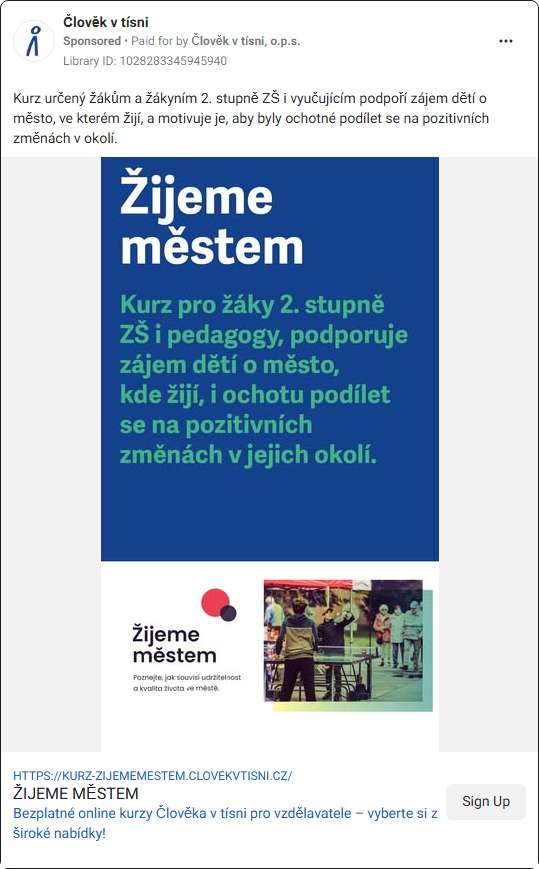 Člověk v tísni
Sponsored • Paid for by Člověk v tísni, o.p.s.
Library ID: 1028283345945940
Kurz určený žákům a žákyním 2. stupně ZŠ i vyučujícím podpoří zájem dětí o
město, ve kterém žijí, a motivuje je, aby byly ochotné podílet se na pozitivních
změnách v okolí.
Žijeme
městem
Kurz pro žáky 2. stupně
ZŠ i pedagogy, podporuje
zájem dětí o město,
kde žijí, i ochotu podílet
se na pozitivních
změnách v jejich okolí.
Žijeme
městem
Poznejte, jak souvisí udržitelnost
a kvalita života ve městě.
HTTPS://KURZ-ZIJEMEMESTEM.CLOVEKVTISNI.CZ/
ŽIJEME MĚSTEM
Bezplatné online kurzy Člověka v tísni pro vzdělavatele – vyberte si z
široké nabídky!
Sign Up